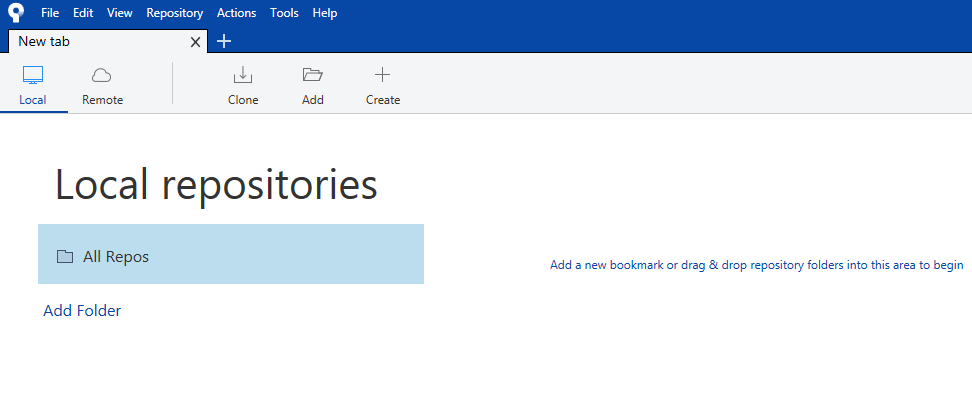 File Edit View Repository Actions Tools Help
New tab
Local Remote Clone Add Create
Local repositories
All Repos
Add a new bookmark or drag & drop repository folders into this area to begin
Add Folder